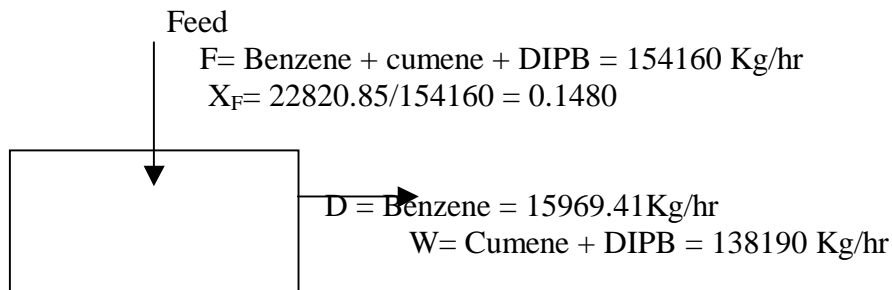 Feed
F= Benzene + cumene + DIPB = 154160 Kg/hr
X_F= 22820.85/154160 = 0.1480
D = Benzene = 15969.41Kg/hr
W= Cumene + DIPB = 138190 Kg/hr